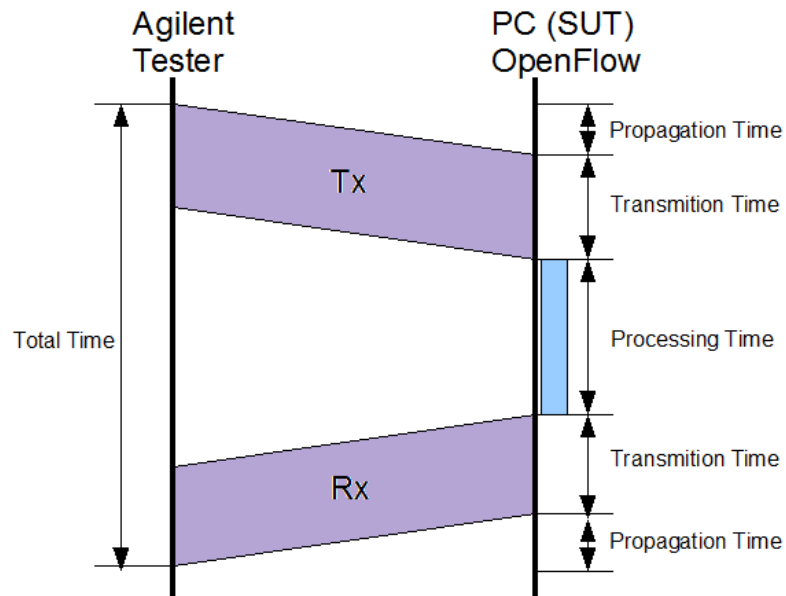 Agilent
Tester
PC (SUT)
OpenFlow
Propagation Time
Tx
Transmition Time
Total Time
Processing Time
Rx
Transmition Time
Propagation Time